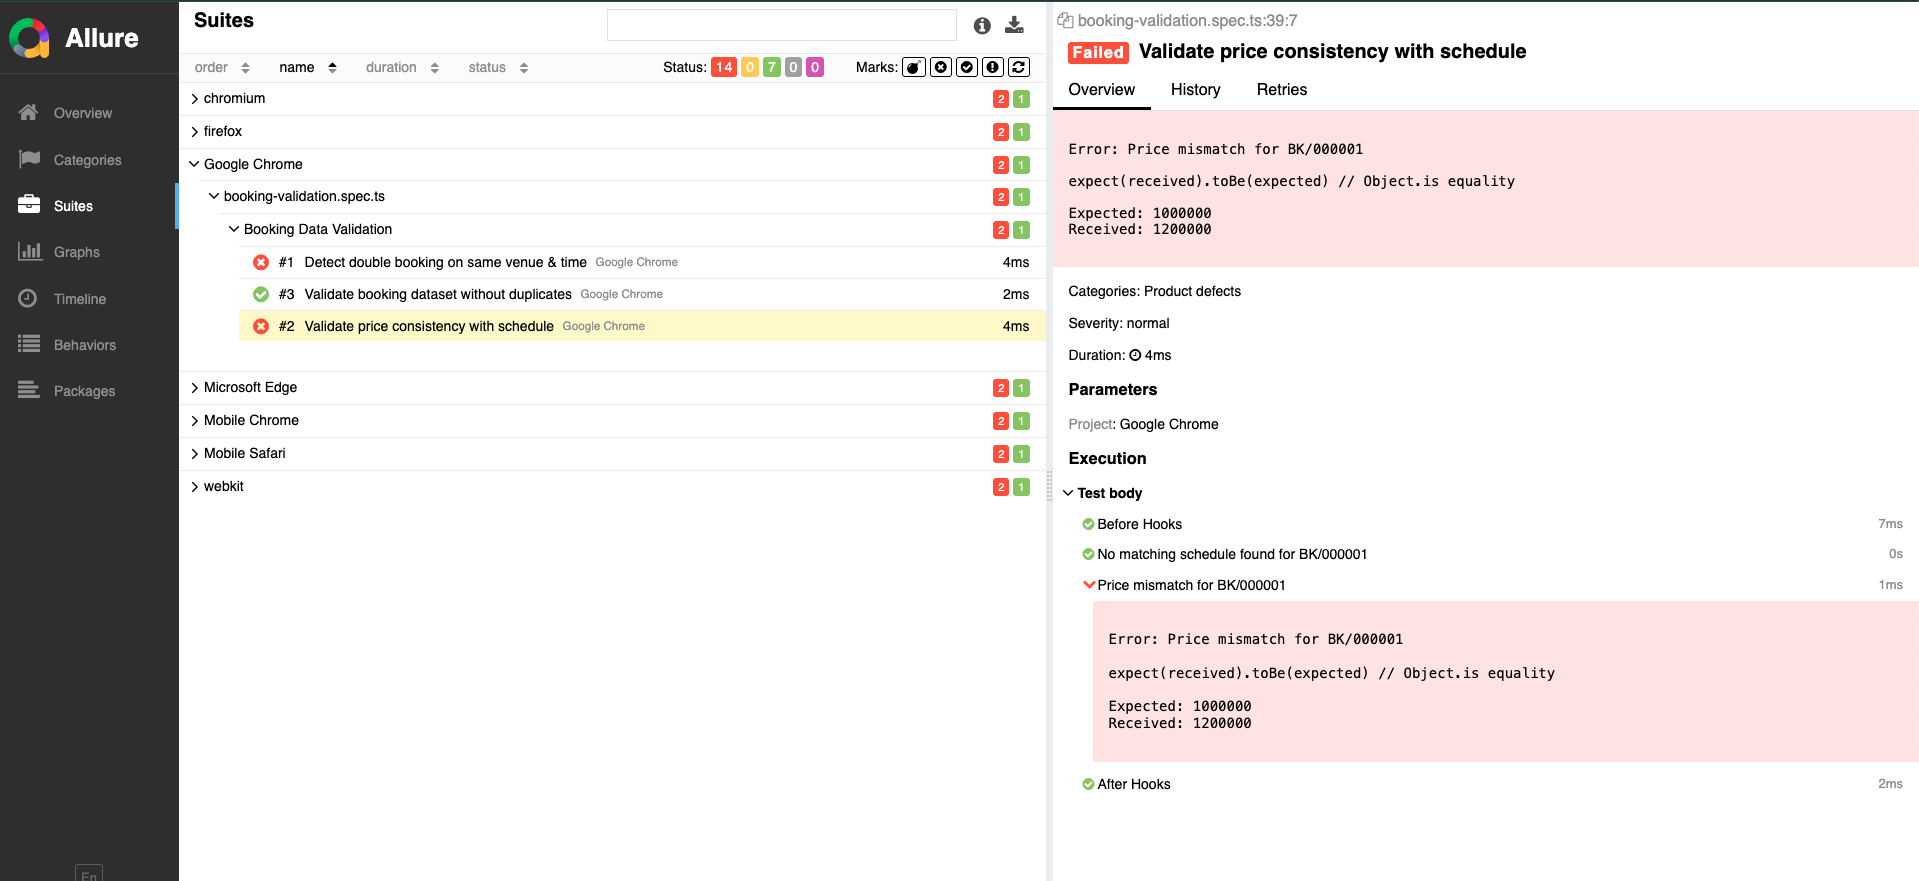 Allure
Overview
Categories
Suites
Graphs
Timeline
Behaviors
Packages
En
Suites
order name duration status Status: 14 0 7 0 0 Marks:
chromium 2 1
firefox 2 1
Google Chrome 2 1
booking-validation.spec.ts 2 1
Booking Data Validation 2 1
#1 Detect double booking on same venue & time Google Chrome 4ms
#3 Validate booking dataset without duplicates Google Chrome 2ms
#2 Validate price consistency with schedule Google Chrome 4ms
Microsoft Edge 2 1
Mobile Chrome 2 1
Mobile Safari 2 1
webkit 2 1
booking-validation.spec.ts:39:7
Failed Validate price consistency with schedule
Overview History Retries
Error: Price mismatch for BK/000001
expect(received).toBe(expected) // Object.is equality
Expected: 1000000
Received: 1200000
Categories: Product defects
Severity: normal
Duration: 4ms
Parameters
Project: Google Chrome
Execution
Test body
Before Hooks 7ms
No matching schedule found for BK/000001 0s
Price mismatch for BK/000001 1ms
Error: Price mismatch for BK/000001
expect(received).toBe(expected) // Object.is equality
Expected: 1000000
Received: 1200000
After Hooks 2ms